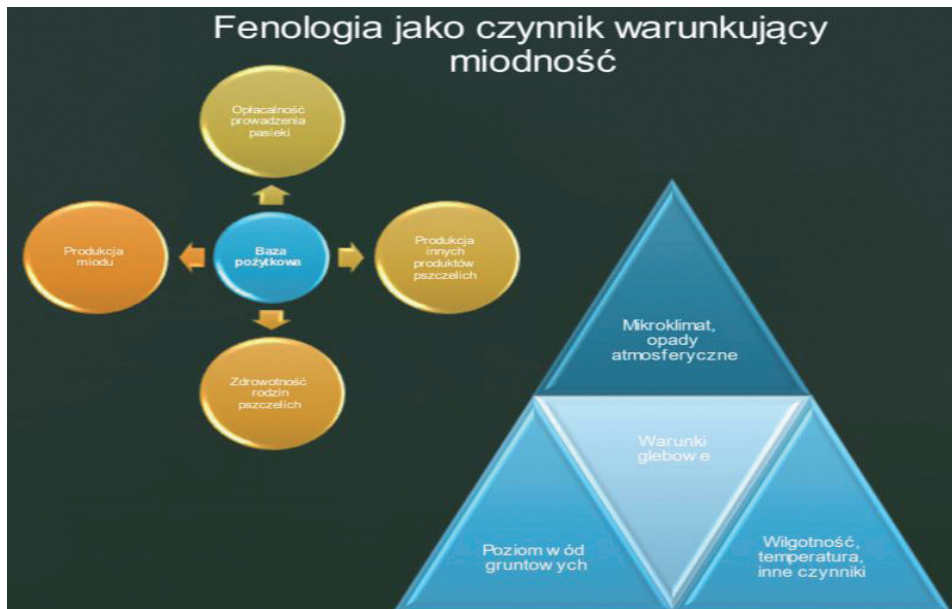 Fenologia jako czynnik warunkujący
miodność
Opłacalność
prowadzenia
pasieki
Produkcja
miodu
Baza
pożytkowa
Produkcja
innych
produktów
pszczelich
Zdrowotność
rodzin
pszczelich
Mikroklimat,
opady
atmosferyczne
Warunki
glebow e
Poziom w ód
gruntow ych
Wilgotność,
temperatura,
inne czynniki